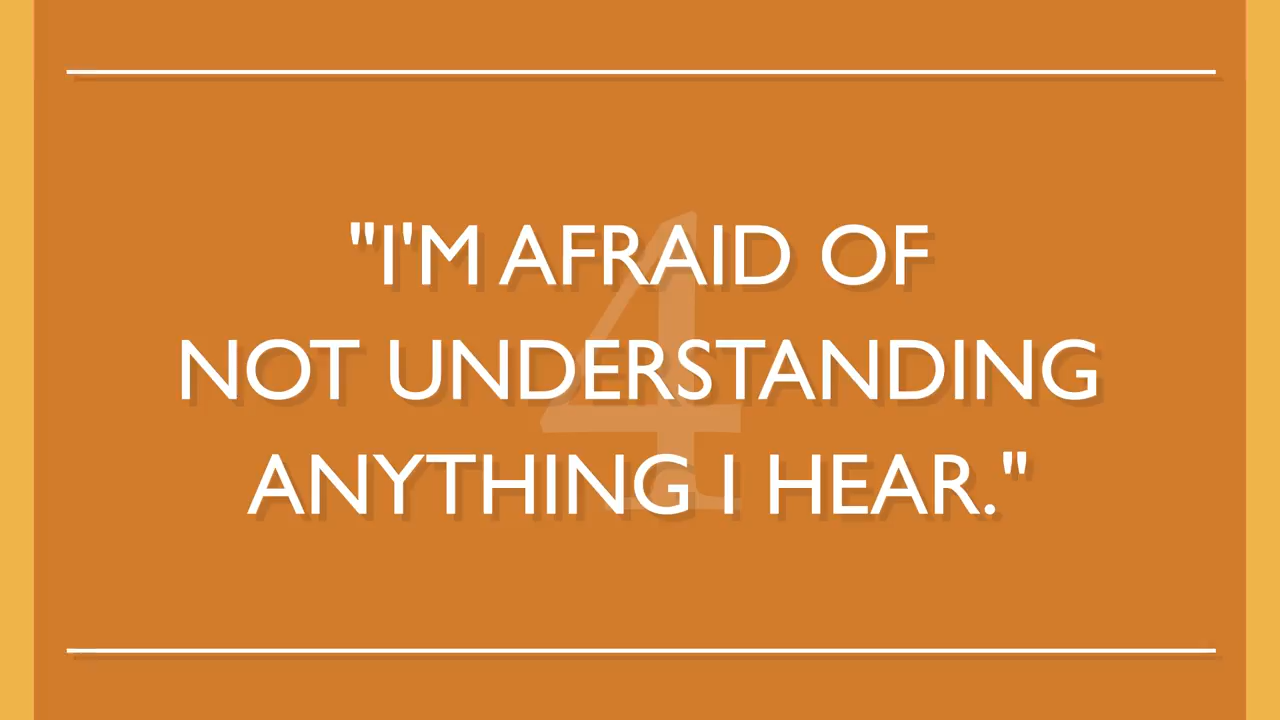 "I'M AFRAID OF
NOT UNDERSTANDING
ANYTHING I HEAR."
4